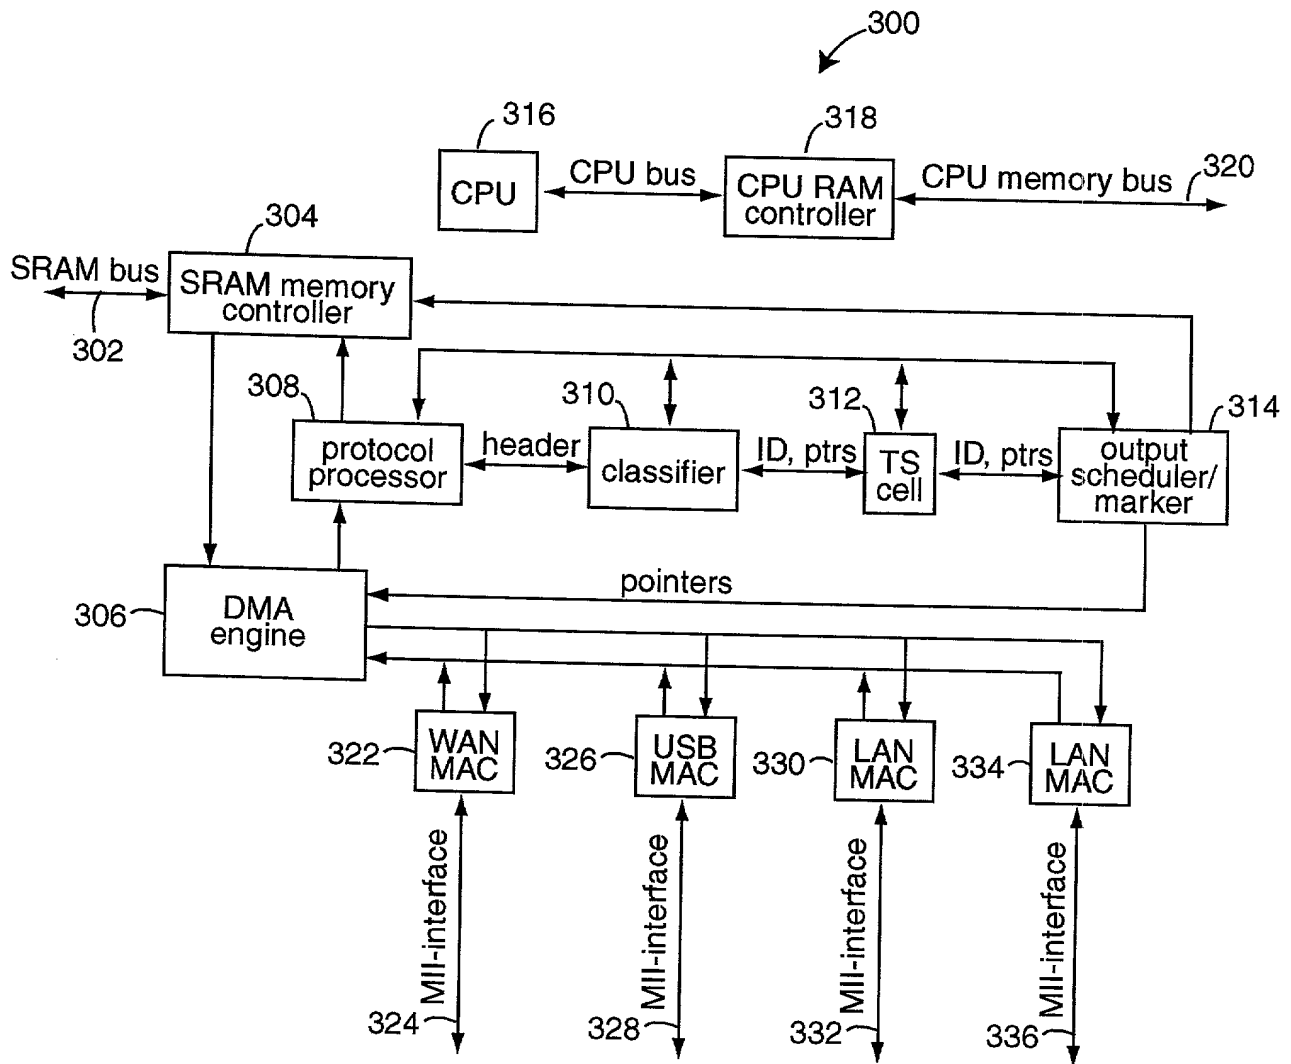 300
316
318
CPU
CPU bus
CPU RAM
controller
CPU memory bus
320
304
SRAM bus
SRAM memory
controller
302
308
310
312
314
protocol
processor
header
classifier
ID, ptrs
TS
cell
ID, ptrs
output
scheduler/
marker
pointers
306
DMA
engine
322
WAN
MAC
326
USB
MAC
330
LAN
MAC
334
LAN
MAC
MII-interface
MII-interface
MII-interface
MII-interface
324
328
332
336